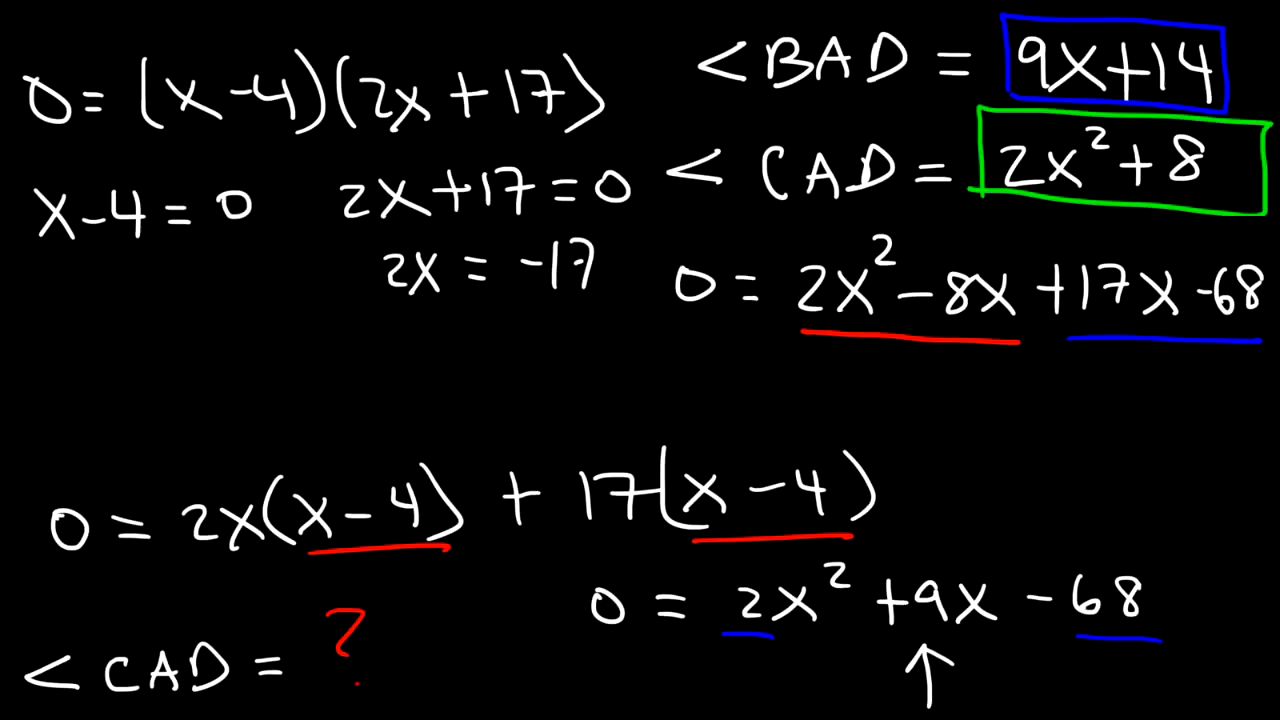 0 = (x-4)(2x+17)
x-4 = 0
2x+17 = 0
2x = -17
<BAD = 9x+14
<CAD = 2x²+8
0 = 2x²-8x+17x-68
0 = 2x(x-4) + 17(x-4)
0 = 2x²+9x-68
<CAD = ?